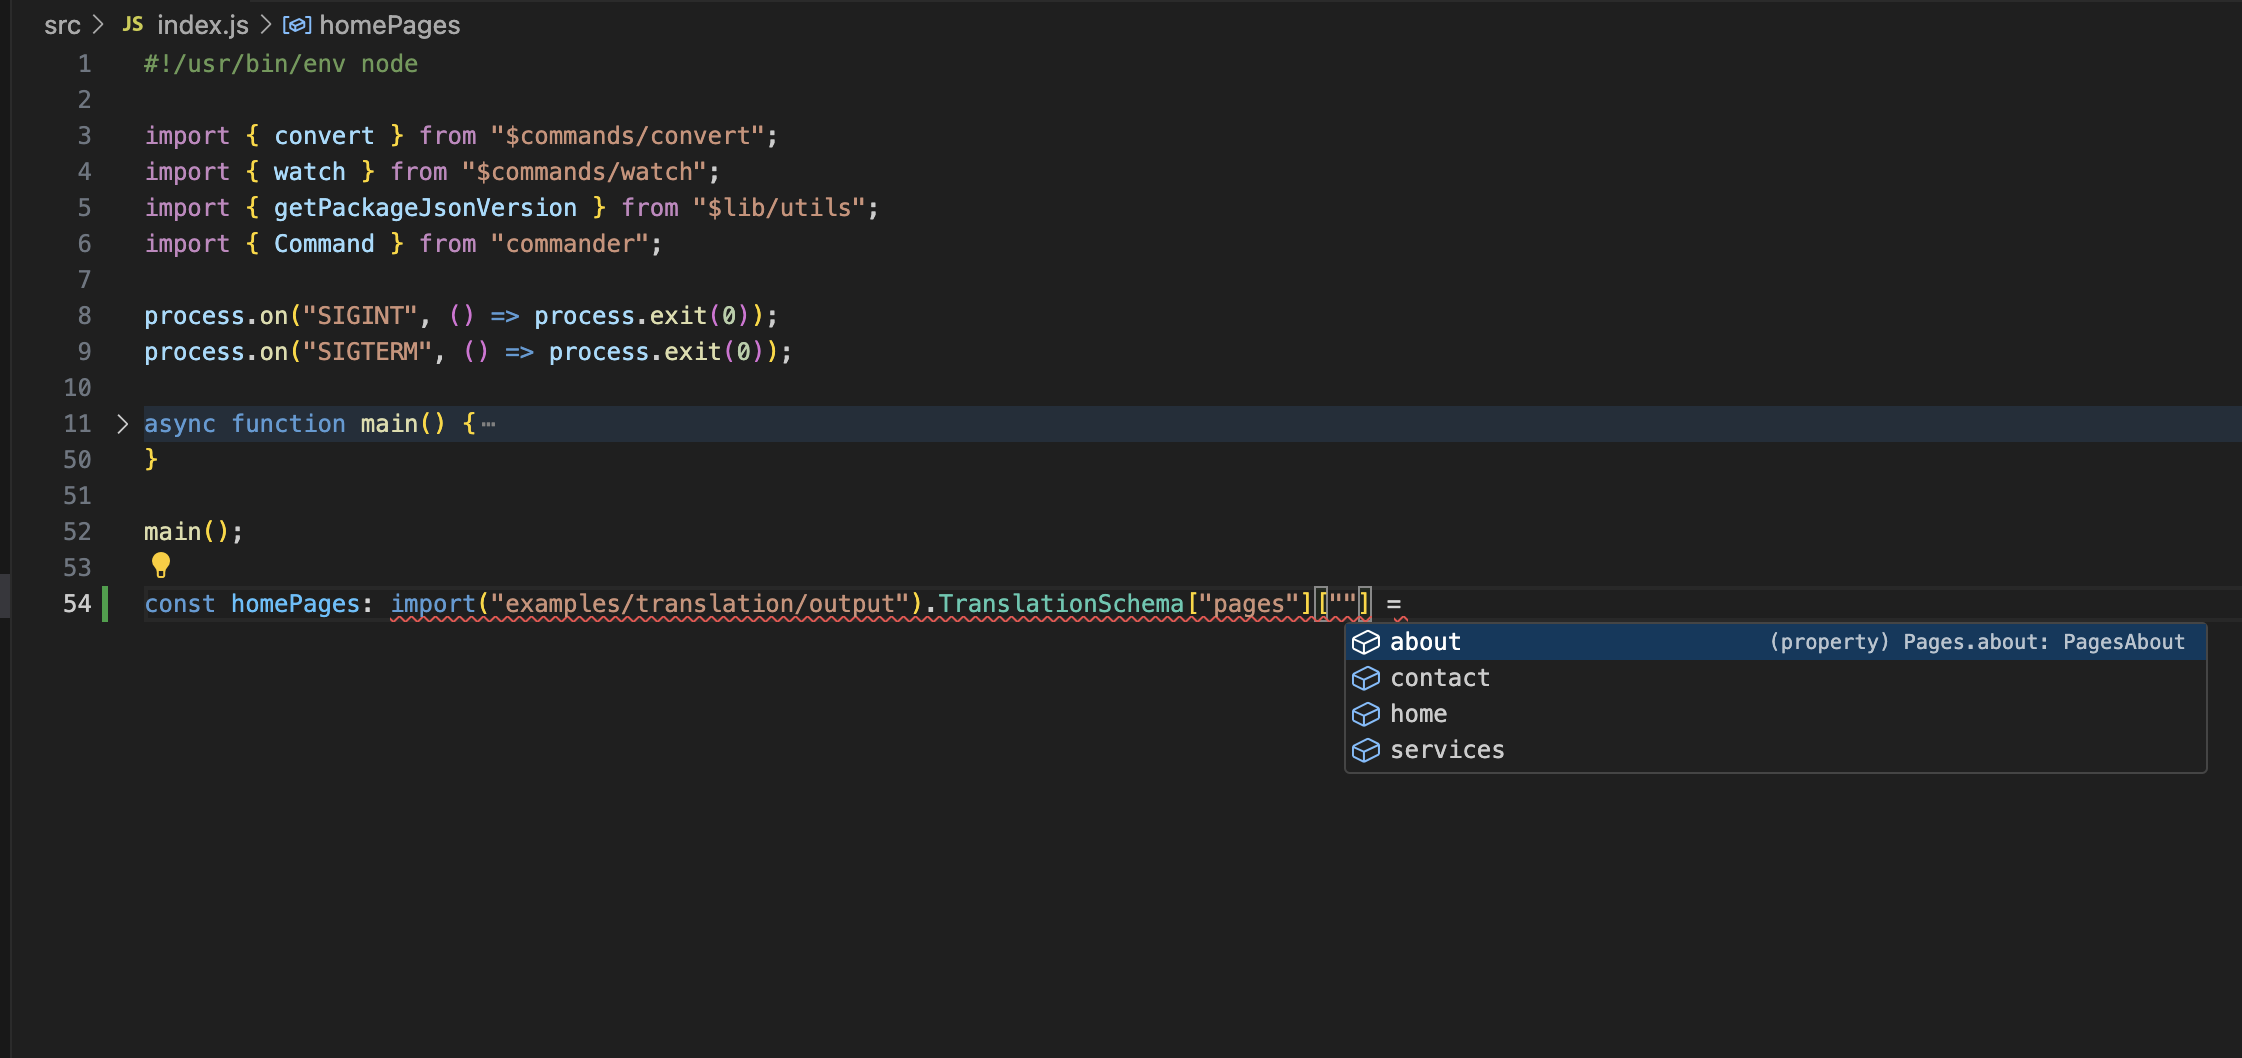 src > JS index.js > homePages
1 #!/usr/bin/env node
2
3 import { convert } from "$commands/convert";
4 import { watch } from "$commands/watch";
5 import { getPackageJsonVersion } from "$lib/utils";
6 import { Command } from "commander";
7
8 process.on("SIGINT", () => process.exit(0));
9 process.on("SIGTERM", () => process.exit(0));
10
11 > async function main() { ⋯
50 }
51
52 main();
53
54 const homePages: import("examples/translation/output").TranslationSchema["pages"][""] =
about (property) Pages.about: PagesAbout
contact
home
services